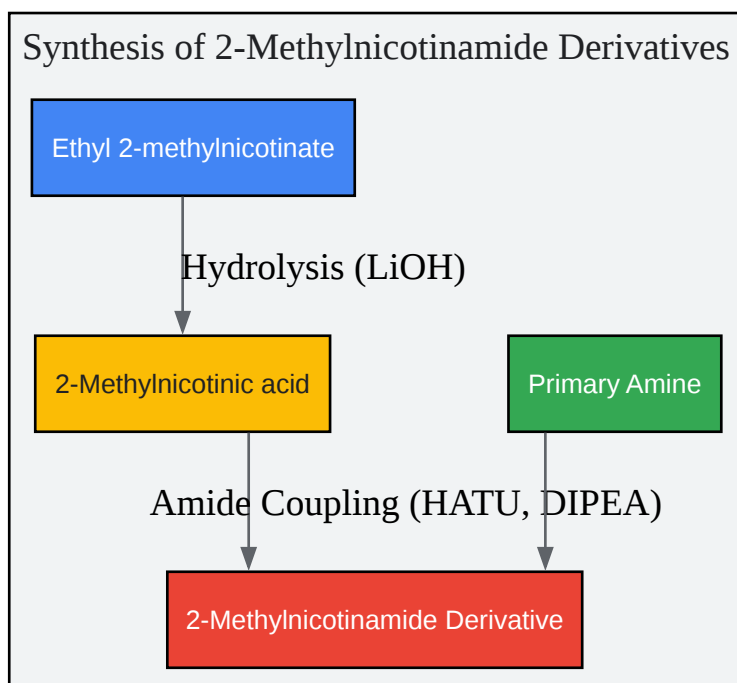 Synthesis of 2-Methylnicotinamide Derivatives
Ethyl 2-methylnicotinate
Hydrolysis (LiOH)
2-Methylnicotinic acid
Primary Amine
Amide Coupling (HATU, DIPEA)
2-Methylnicotinamide Derivative